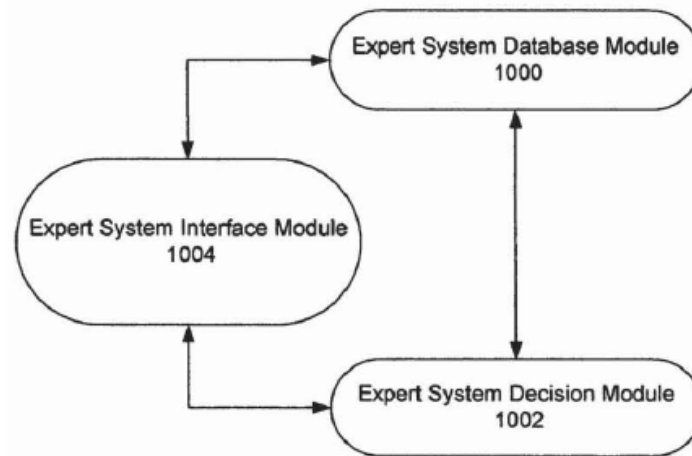 Expert System Database Module
1000
Expert System Interface Module
1004
Expert System Decision Module
1002